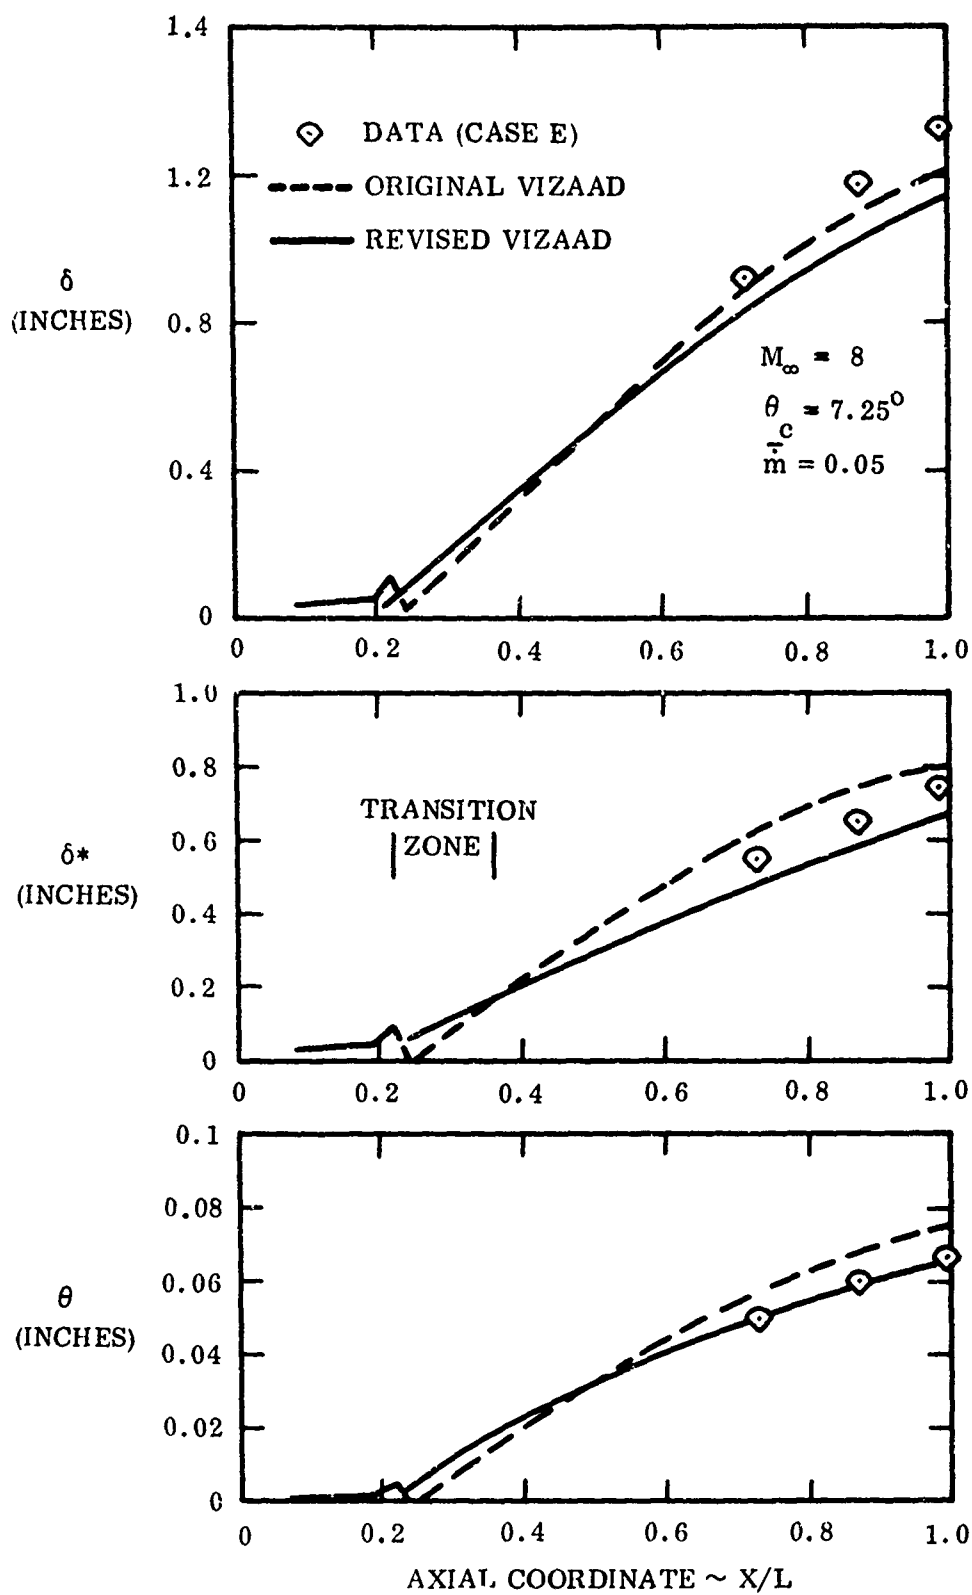 1.4
DATA (CASE E)
1.2
ORIGINAL VIZAAD
REVISED VIZAAD
δ
(INCHES)
0.8
M∞ = 8
θc = 7.25⁰
ṁ̄ = 0.05
0.4
0
0 0.2 0.4 0.6 0.8 1.0
1.0
0.8
TRANSITION
ZONE
0.6
δ*
(INCHES)
0.4
0.2
0
0 0.2 0.4 0.6 0.8 1.0
0.1
0.08
0.06
θ
(INCHES)
0.04
0.02
0
0 0.2 0.4 0.6 0.8 1.0
AXIAL COORDINATE ~ X/L